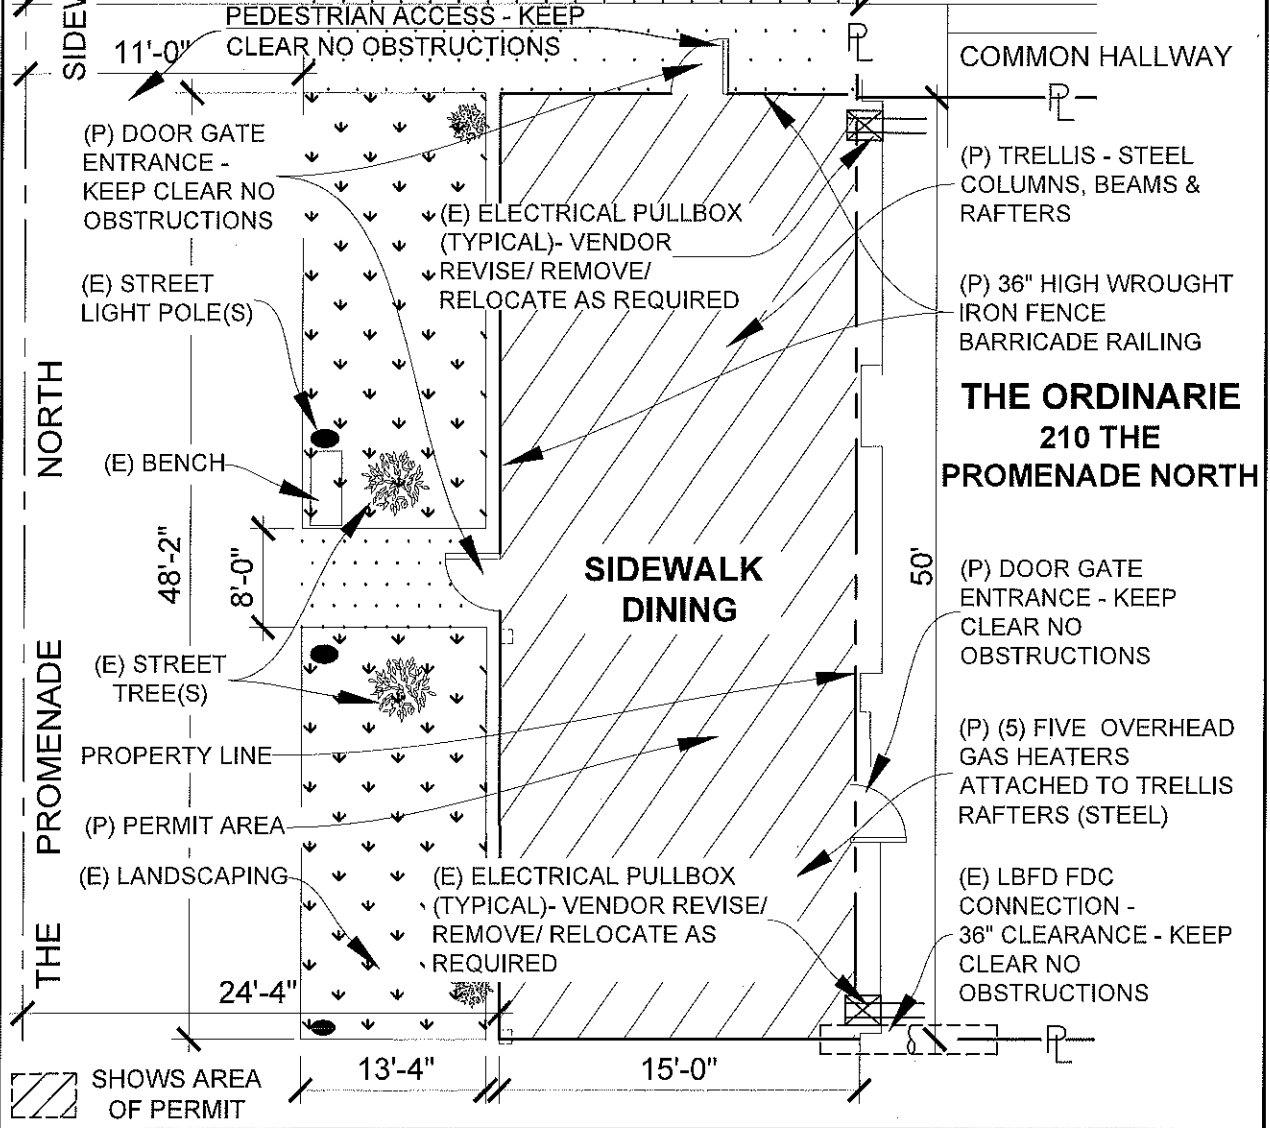 SIDEW
PEDESTRIAN ACCESS - KEEP
CLEAR NO OBSTRUCTIONS
11'-0"
PL
COMMON HALLWAY
PL
(P) DOOR GATE
ENTRANCE -
KEEP CLEAR NO
OBSTRUCTIONS
(P) TRELLIS - STEEL
COLUMNS, BEAMS &
RAFTERS
(E) ELECTRICAL PULLBOX
(TYPICAL)- VENDOR
REVISE/ REMOVE/
RELOCATE AS REQUIRED
(E) STREET
LIGHT POLE(S)
(P) 36" HIGH WROUGHT
IRON FENCE
BARRICADE RAILING
THE ORDINARIE
210 THE
PROMENADE NORTH
(E) BENCH
48'-2"
8'-0"
SIDEWALK
DINING
50'
(P) DOOR GATE
ENTRANCE - KEEP
CLEAR NO
OBSTRUCTIONS
(E) STREET
TREE(S)
THE PROMENADE NORTH
PROPERTY LINE
(P) (5) FIVE OVERHEAD
GAS HEATERS
ATTACHED TO TRELLIS
RAFTERS (STEEL)
(P) PERMIT AREA
(E) LANDSCAPING
(E) ELECTRICAL PULLBOX
(TYPICAL)- VENDOR REVISE/
REMOVE/ RELOCATE AS
REQUIRED
(E) LBFD FDC
CONNECTION -
36" CLEARANCE - KEEP
CLEAR NO
OBSTRUCTIONS
24'-4"
PL
13'-4"
15'-0"
SHOWS AREA
OF PERMIT